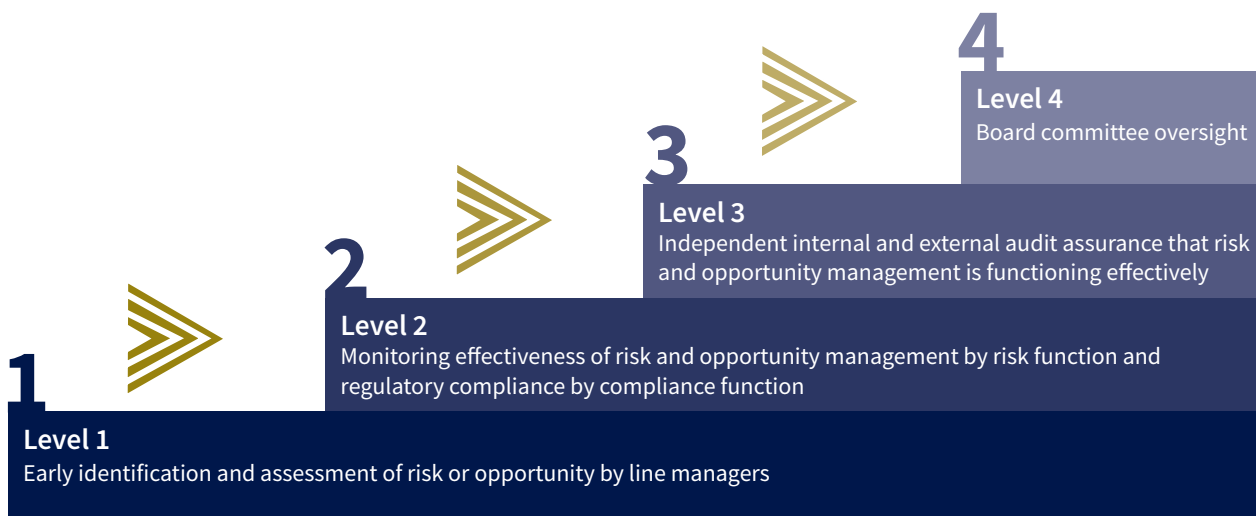 4
Level 4
Board committee oversight
3
Level 3
Independent internal and external audit assurance that risk
and opportunity management is functioning effectively
2
Level 2
Monitoring effectiveness of risk and opportunity management by risk function and
regulatory compliance by compliance function
1
Level 1
Early identification and assessment of risk or opportunity by line managers